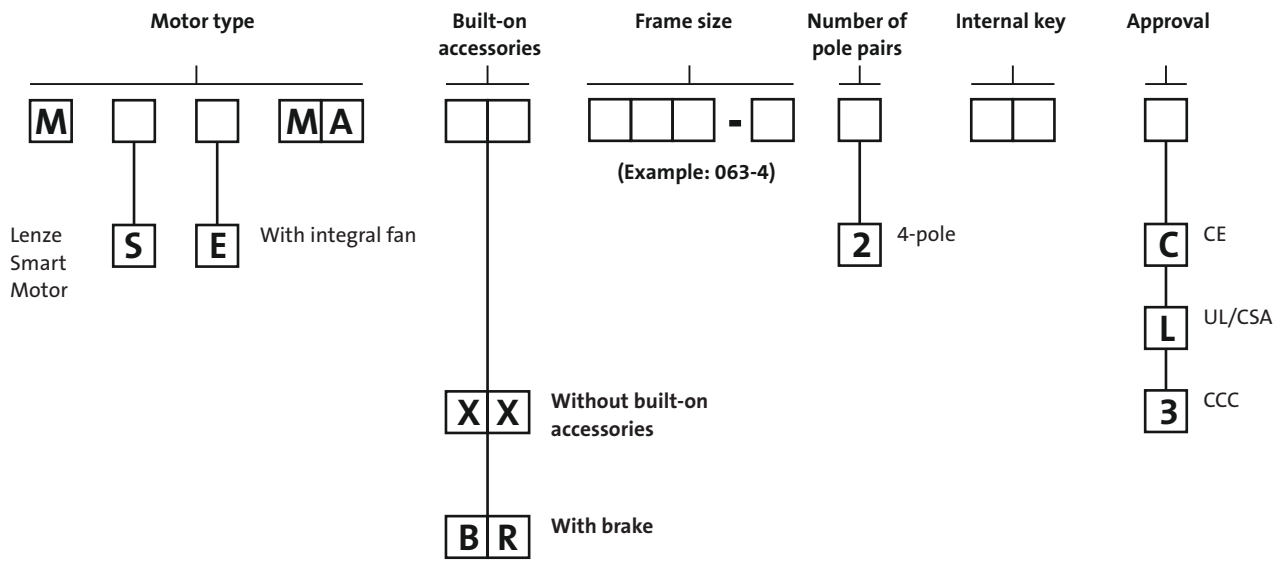 Motor type
Built-on
accessories
Frame size
Number of
pole pairs
Internal key
Approval
M
M A
-
(Example: 063-4)
Lenze
Smart
Motor
S
E
With integral fan
2
4-pole
C
CE
L
UL/CSA
X X
Without built-on
accessories
3
CCC
B R
With brake